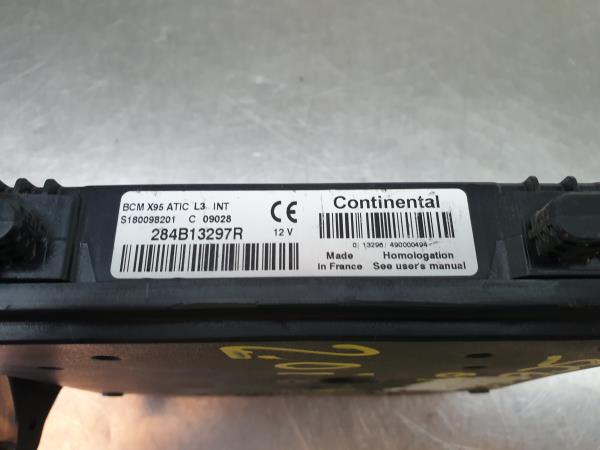 BCM X95 ATIC L3 INT
S180098201 C 09028
284B13297R
CE
12 V
Continental
0 13296 490000494
Made in France
Homologation See user's manual